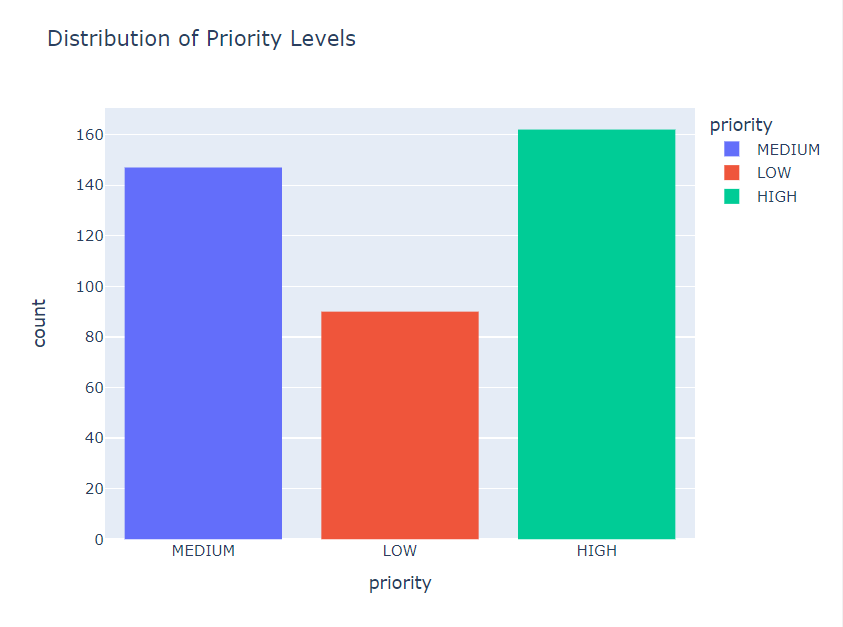 Distribution of Priority Levels
160
140
120
100
80
60
40
20
0
count
MEDIUM
LOW
HIGH
priority
priority
MEDIUM
LOW
HIGH